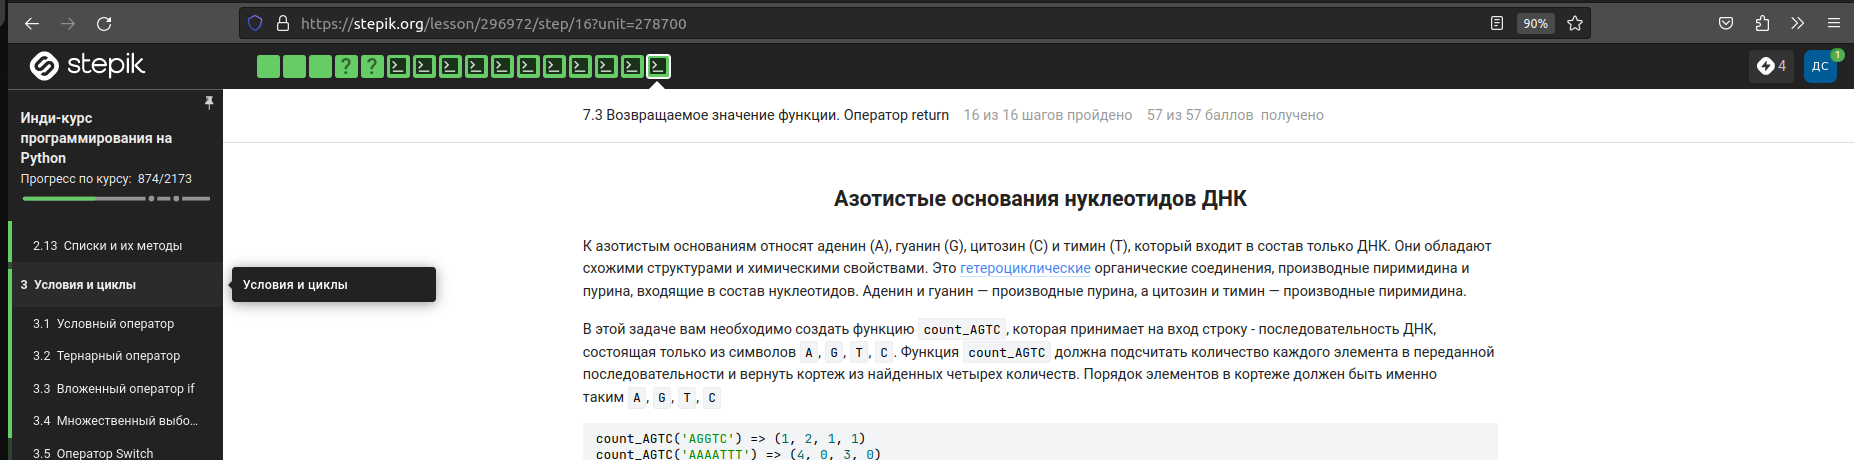 https://stepik.org/lesson/296972/step/16?unit=278700
90%
stepik
? ?
4
ДС
1
Инди-курс
программирования на
Python
Прогресс по курсу: 874/2173
2.13 Списки и их методы
3 Условия и циклы
Условия и циклы
3.1 Условный оператор
3.2 Тернарный оператор
3.3 Вложенный оператор if
3.4 Множественный выбо...
3.5 Оператор Switch
7.3 Возвращаемое значение функции. Оператор return 16 из 16 шагов пройдено 57 из 57 баллов получено
Азотистые основания нуклеотидов ДНК
К азотистым основаниям относят аденин (A), гуанин (G), цитозин (C) и тимин (T), который входит в состав только ДНК. Они обладают
схожими структурами и химическими свойствами. Это гетероциклические органические соединения, производные пиримидина и
пурина, входящие в состав нуклеотидов. Аденин и гуанин — производные пурина, а цитозин и тимин — производные пиримидина.
В этой задаче вам необходимо создать функцию count_AGTC, которая принимает на вход строку - последовательность ДНК,
состоящая только из символов A, G, T, C. Функция count_AGTC должна подсчитать количество каждого элемента в переданной
последовательности и вернуть кортеж из найденных четырех количеств. Порядок элементов в кортеже должен быть именно
таким A, G, T, C
count_AGTC('AGGTC') => (1, 2, 1, 1)
count_AGTC('AAAATTT') => (4, 0, 3, 0)